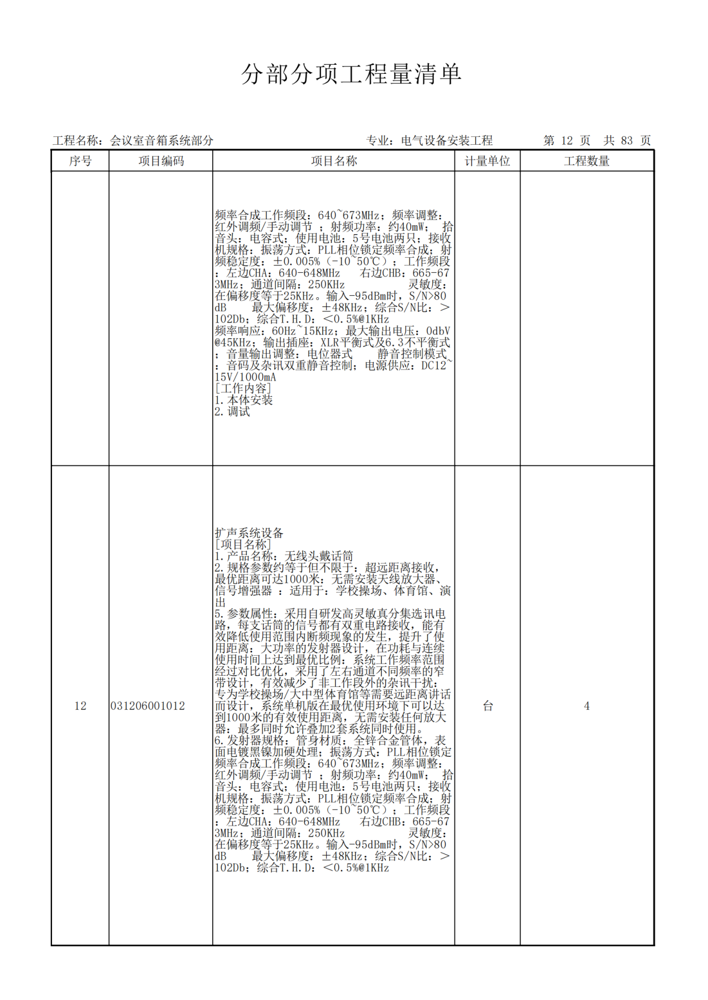 分部分项工程量清单
工程名称：会议室音箱系统部分 专业：电气设备安装工程 第 12 页 共 83 页
序号 项目编码 项目名称 计量单位 工程数量
频率合成工作频段：640~673MHz；频率调整：
红外调频/手动调节 ；射频功率：约40mW； 拾
音头：电容式；使用电池：5号电池两只；接收
机规格：振荡方式：PLL相位锁定频率合成；射
频稳定度：±0.005%（-10~50℃）；工作频段
：左边CHA：640-648MHz 右边CHB：665-67
3MHz；通道间隔：250KHz 灵敏度：
在偏移度等于25KHz。输入-95dBm时，S/N>80
dB 最大偏移度：±48KHz；综合S/N比：＞
102Db；综合T.H.D：＜0.5%@1KHz
频率响应：60Hz~15KHz；最大输出电压：0dbV
@45KHz；输出插座：XLR平衡式及6.3不平衡式
；音量输出调整：电位器式 静音控制模式
：音码及杂讯双重静音控制；电源供应：DC12~
15V/1000mA
[工作内容]
1.本体安装
2.调试
扩声系统设备
[项目名称]
1.产品名称：无线头戴话筒
2.规格参数约等于但不限于：超远距离接收，
最优距离可达1000米：无需安装天线放大器、
信号增强器 ：适用于：学校操场、体育馆、演
出
5.参数属性：采用自研发高灵敏真分集选讯电
路，每支话筒的信号都有双重电路接收，能有
效降低使用范围内断频现象的发生，提升了使
用距离：大功率的发射器设计，在功耗与连续
使用时间上达到最优比例：系统工作频率范围
经过对比优化，采用了左右通道不同频率的窄
带设计，有效减少了非工作段外的杂讯干扰：
专为学校操场/大中型体育馆等需要远距离讲话
12 031206001012 而设计，系统单机版在最优使用环境下可以达 台 4
到1000米的有效使用距离，无需安装任何放大
器：最多同时允许叠加2套系统同时使用。
6.发射器规格：管身材质：全锌合金管体，表
面电镀黑镍加硬处理；振荡方式：PLL相位锁定
频率合成工作频段：640~673MHz；频率调整：
红外调频/手动调节 ；射频功率：约40mW； 拾
音头：电容式；使用电池：5号电池两只；接收
机规格：振荡方式：PLL相位锁定频率合成；射
频稳定度：±0.005%（-10~50℃）；工作频段
：左边CHA：640-648MHz 右边CHB：665-67
3MHz；通道间隔：250KHz 灵敏度：
在偏移度等于25KHz。输入-95dBm时，S/N>80
dB 最大偏移度：±48KHz；综合S/N比：＞
102Db；综合T.H.D：＜0.5%@1KHz